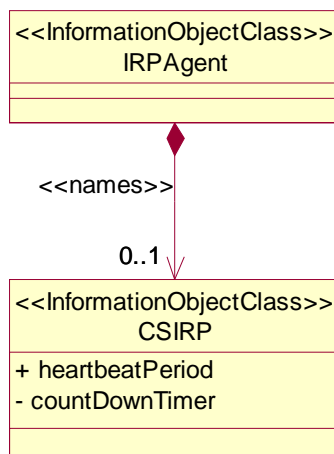 <<InformationObjectClass>>
IRPAgent
<<names>>
0..1
<<InformationObjectClass>>
CSIRP
+ heartbeatPeriod
- countDownTimer